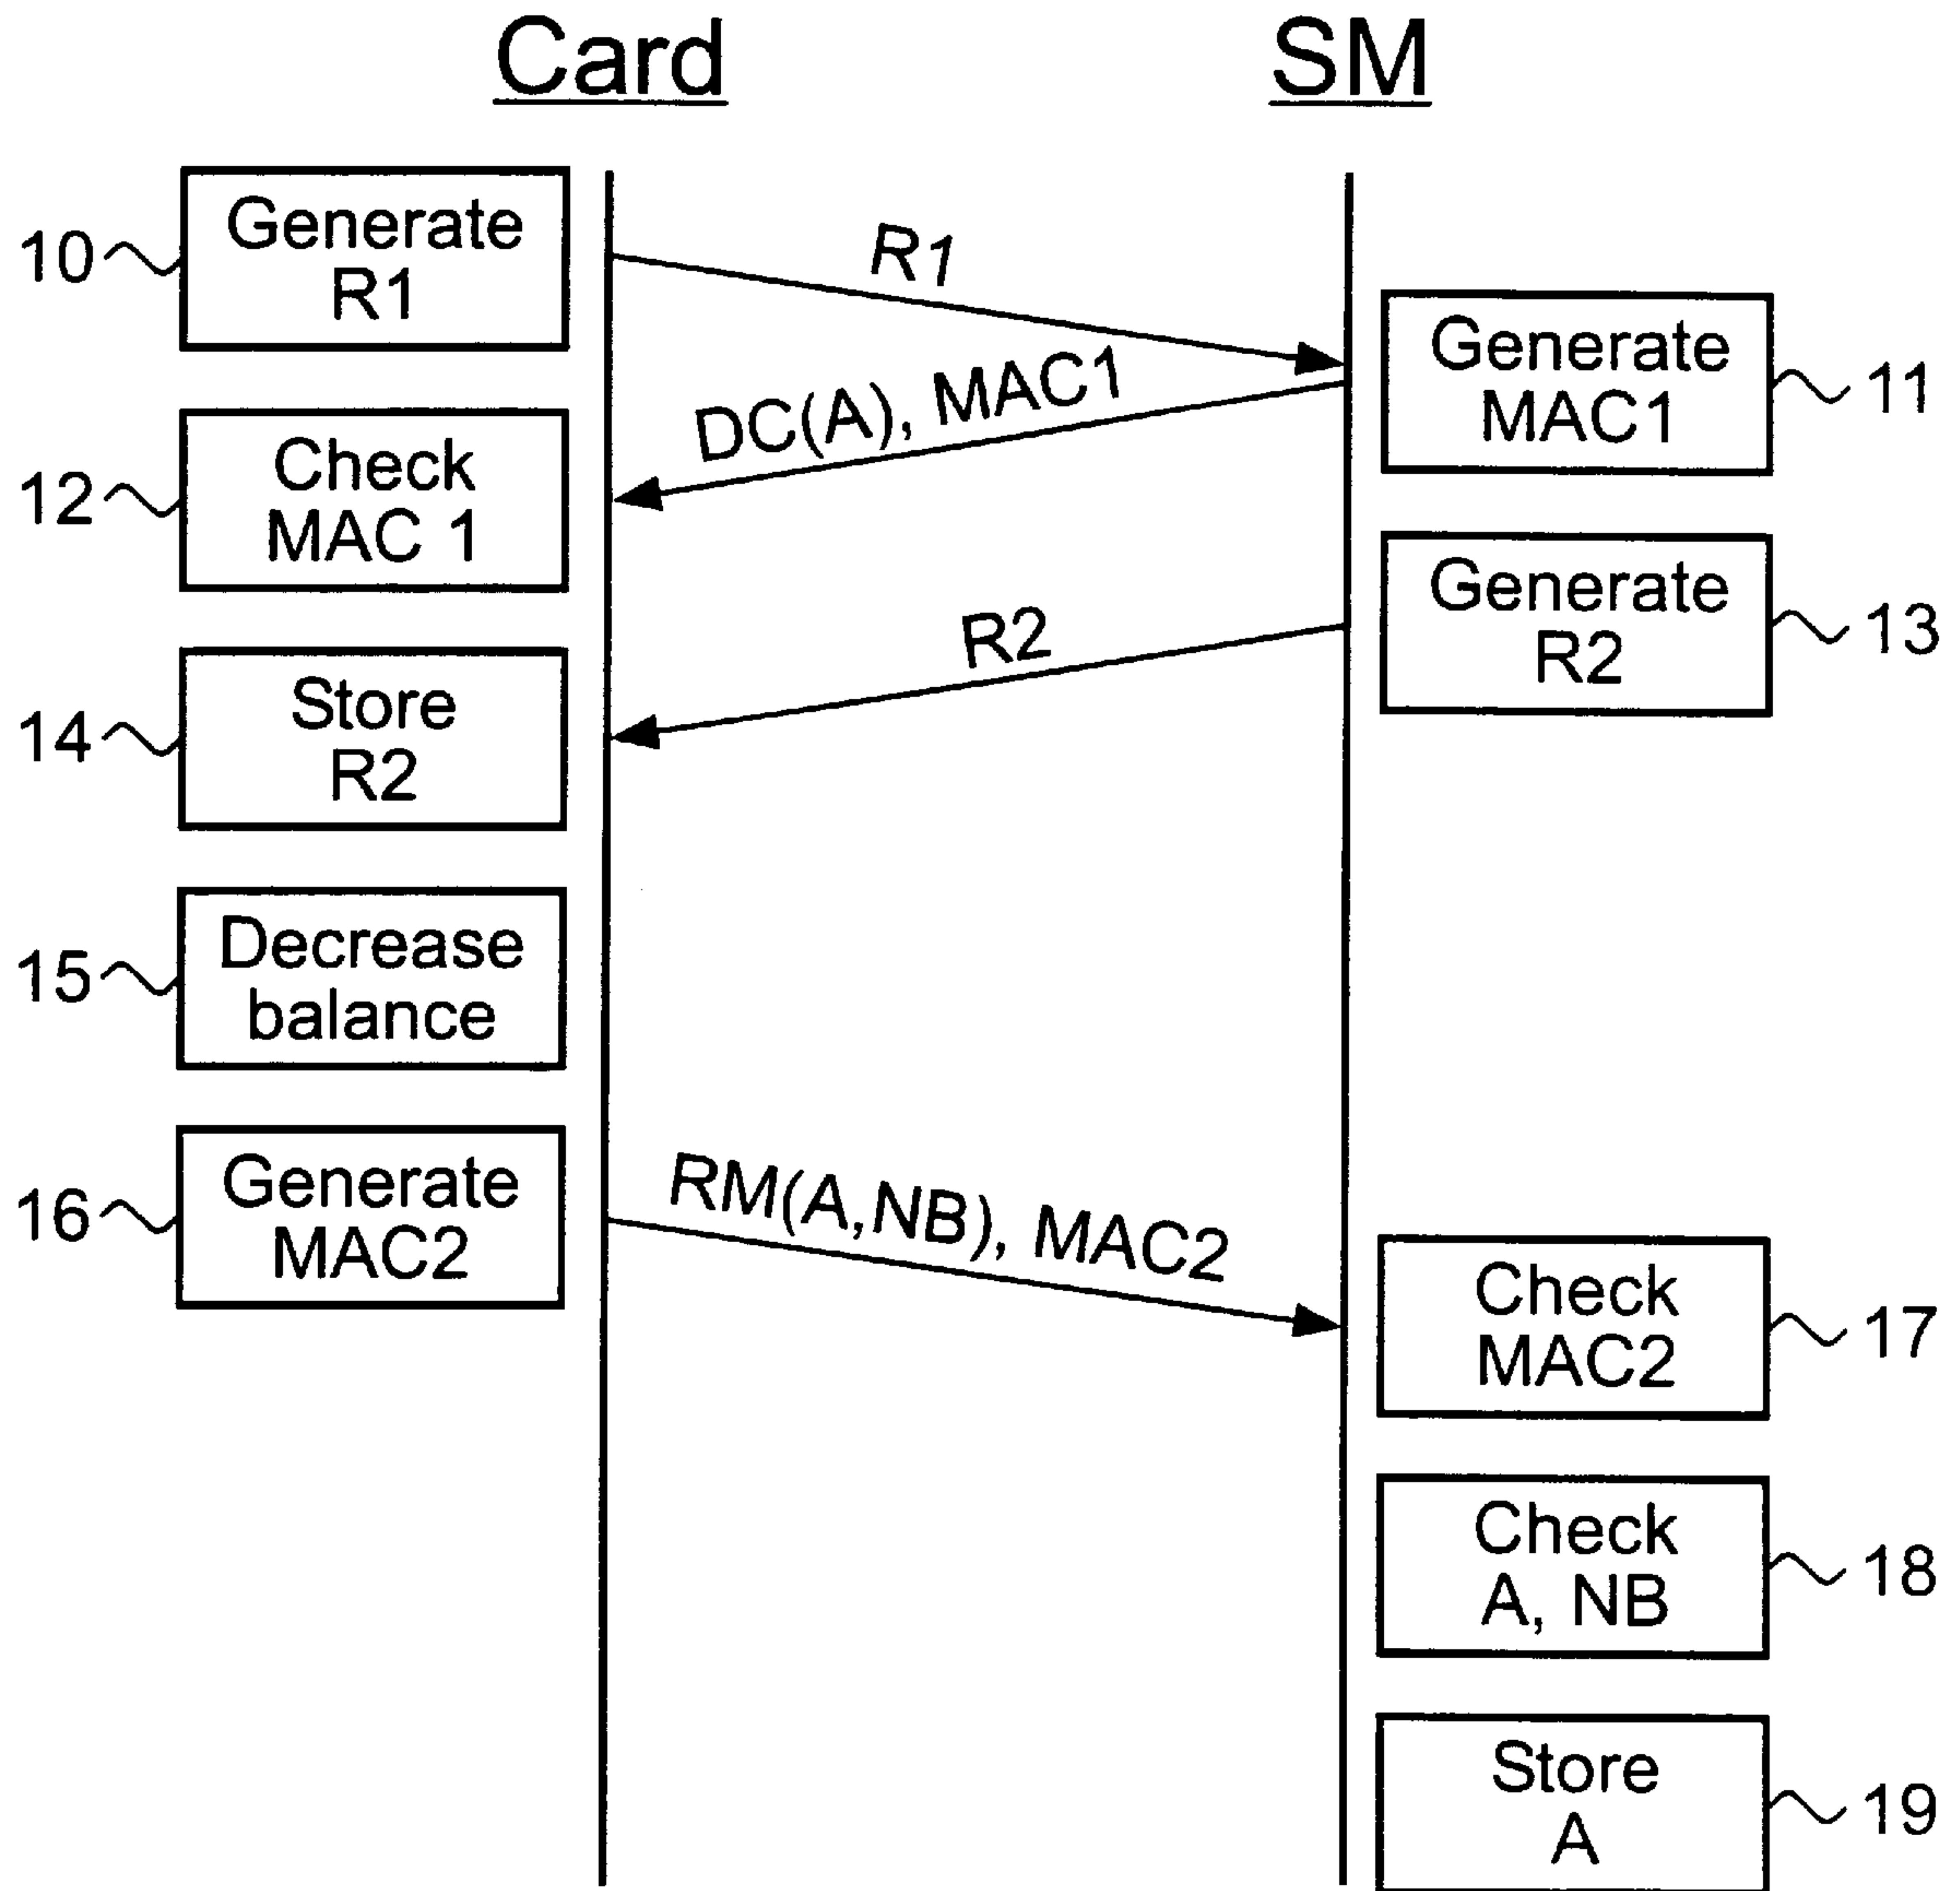 Card
SM
10
Generate
R1
R1
Generate
MAC1
11
DC(A), MAC1
12
Check
MAC 1
Generate
R2
13
R2
14
Store
R2
15
Decrease
balance
16
Generate
MAC2
RM(A,NB), MAC2
Check
MAC2
17
Check
A, NB
18
Store
A
19